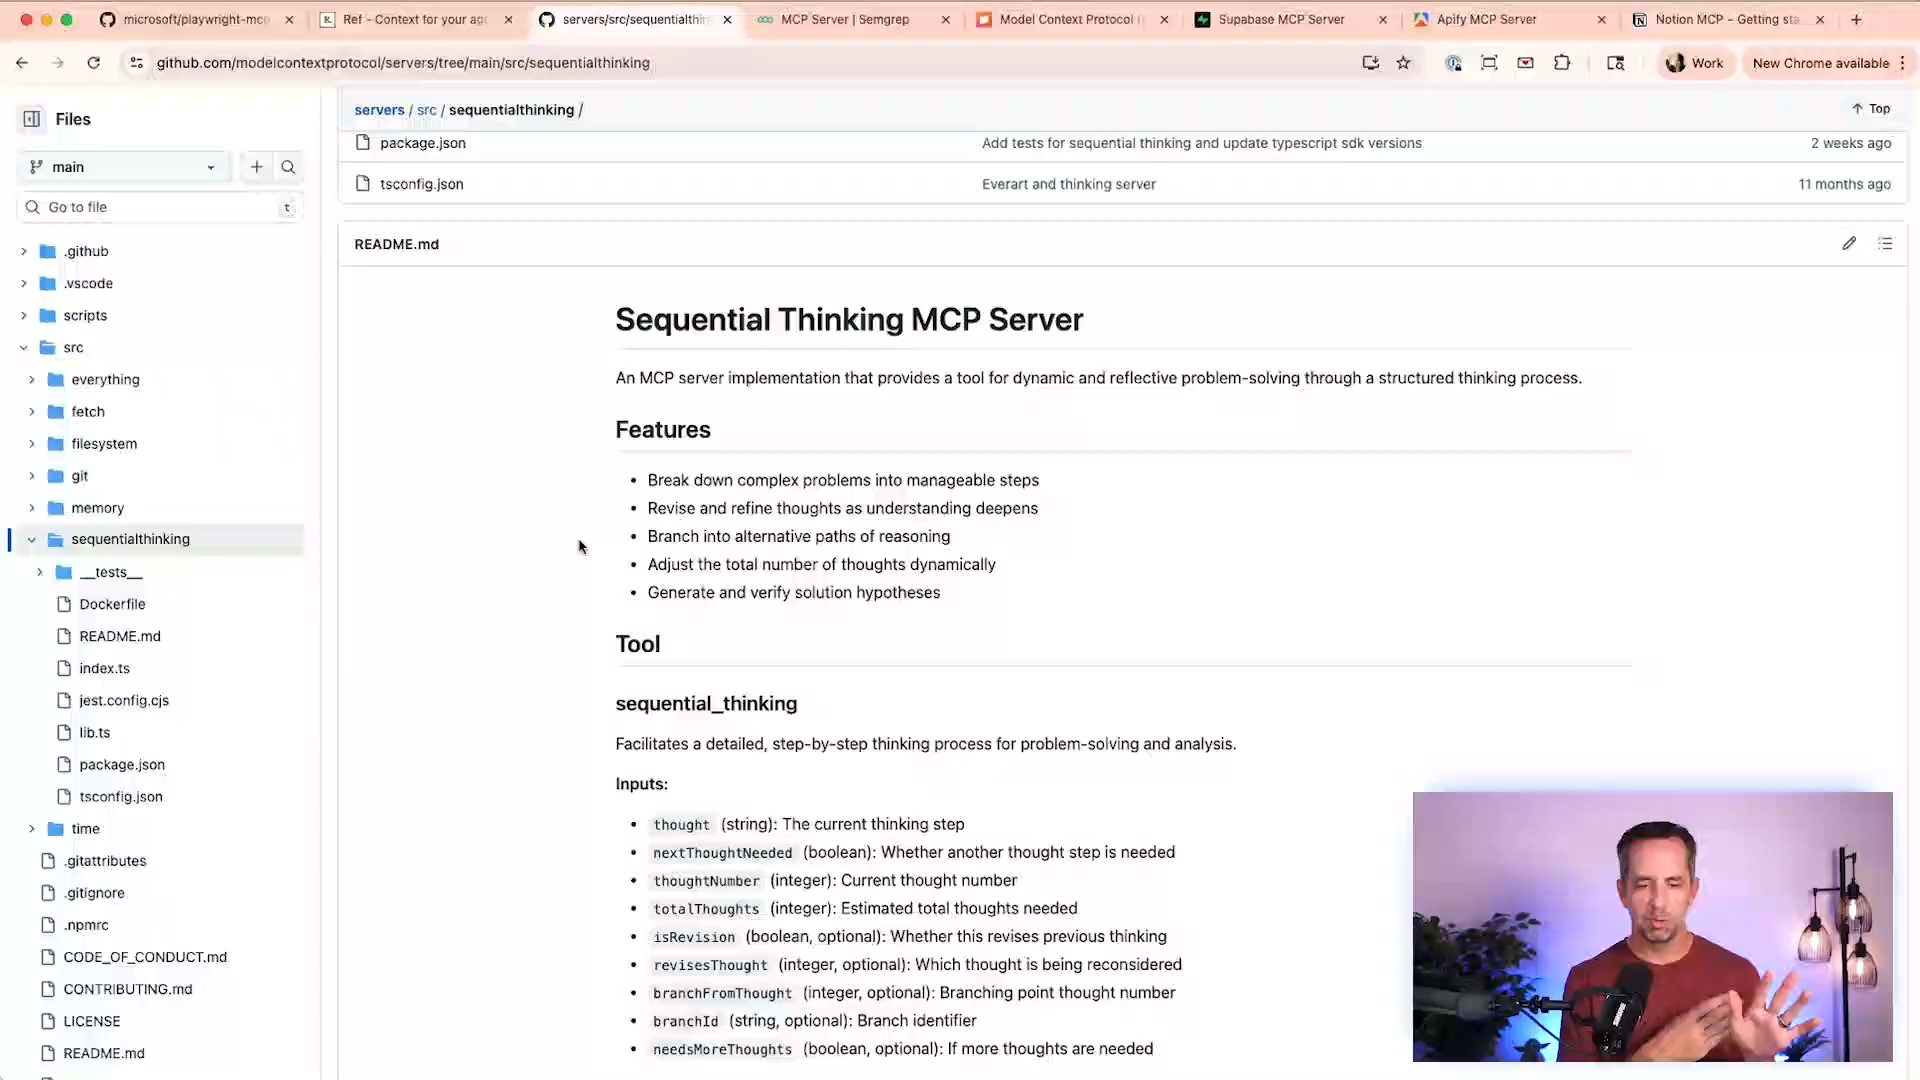 microsoft/playwright-mc
Ref - Context for your age
servers/src/sequentialthin
MCP Server | Semgrep
Model Context Protocol
Supabase MCP Server
Apify MCP Server
Notion MCP – Getting sta
github.com/modelcontextprotocol/servers/tree/main/src/sequentialthinking
Work
New Chrome available
Files
main
Go to file
t
.github
.vscode
scripts
src
everything
fetch
filesystem
git
memory
sequentialthinking
__tests__
Dockerfile
README.md
index.ts
jest.config.cjs
lib.ts
package.json
tsconfig.json
time
.gitattributes
.gitignore
.npmrc
CODE_OF_CONDUCT.md
CONTRIBUTING.md
LICENSE
README.md
servers / src / sequentialthinking /
Top
package.json Add tests for sequential thinking and update typescript sdk versions 2 weeks ago
tsconfig.json Everart and thinking server 11 months ago
README.md
Sequential Thinking MCP Server
An MCP server implementation that provides a tool for dynamic and reflective problem-solving through a structured thinking process.
Features
• Break down complex problems into manageable steps
• Revise and refine thoughts as understanding deepens
• Branch into alternative paths of reasoning
• Adjust the total number of thoughts dynamically
• Generate and verify solution hypotheses
Tool
sequential_thinking
Facilitates a detailed, step-by-step thinking process for problem-solving and analysis.
Inputs:
• thought (string): The current thinking step
• nextThoughtNeeded (boolean): Whether another thought step is needed
• thoughtNumber (integer): Current thought number
• totalThoughts (integer): Estimated total thoughts needed
• isRevision (boolean, optional): Whether this revises previous thinking
• revisesThought (integer, optional): Which thought is being reconsidered
• branchFromThought (integer, optional): Branching point thought number
• branchId (string, optional): Branch identifier
• needsMoreThoughts (boolean, optional): If more thoughts are needed